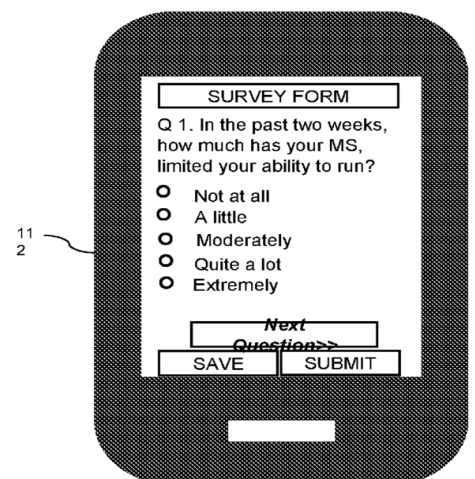 SURVEY FORM
Q 1. In the past two weeks,
how much has your MS,
limited your ability to run?
Not at all
A little
Moderately
Quite a lot
Extremely
11
2
Next
Question>>
SAVE SUBMIT